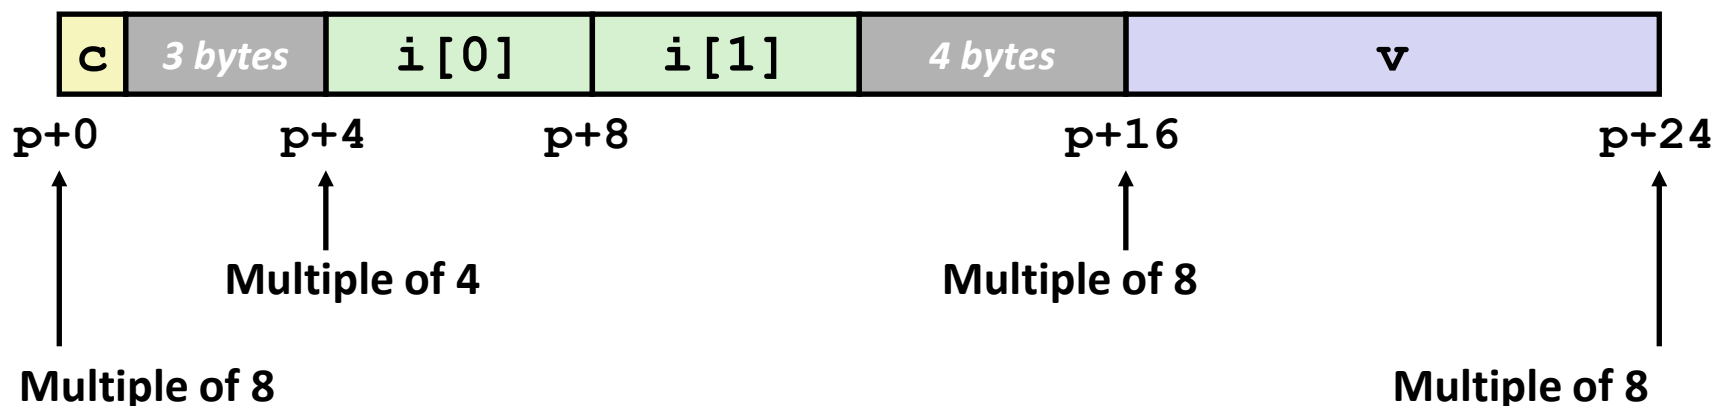 c 3 bytes i[0] i[1] 4 bytes v
p+0 p+4 p+8 p+16 p+24
Multiple of 4 Multiple of 8
Multiple of 8 Multiple of 8